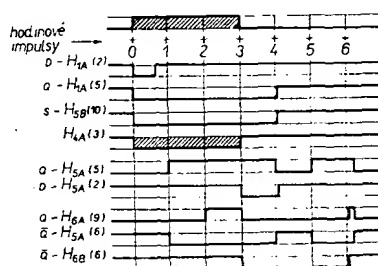 hodinové
impulsy
0 1 2 3 4 5 6
D - H1A (2)
Q - H1A (5)
S - H5B (10)
H4A (3)
Q - H5A (5)
D - H5A (2)
Q - H6A (9)
Q̄ - H5A (6)
Q̄ - H6B (6)